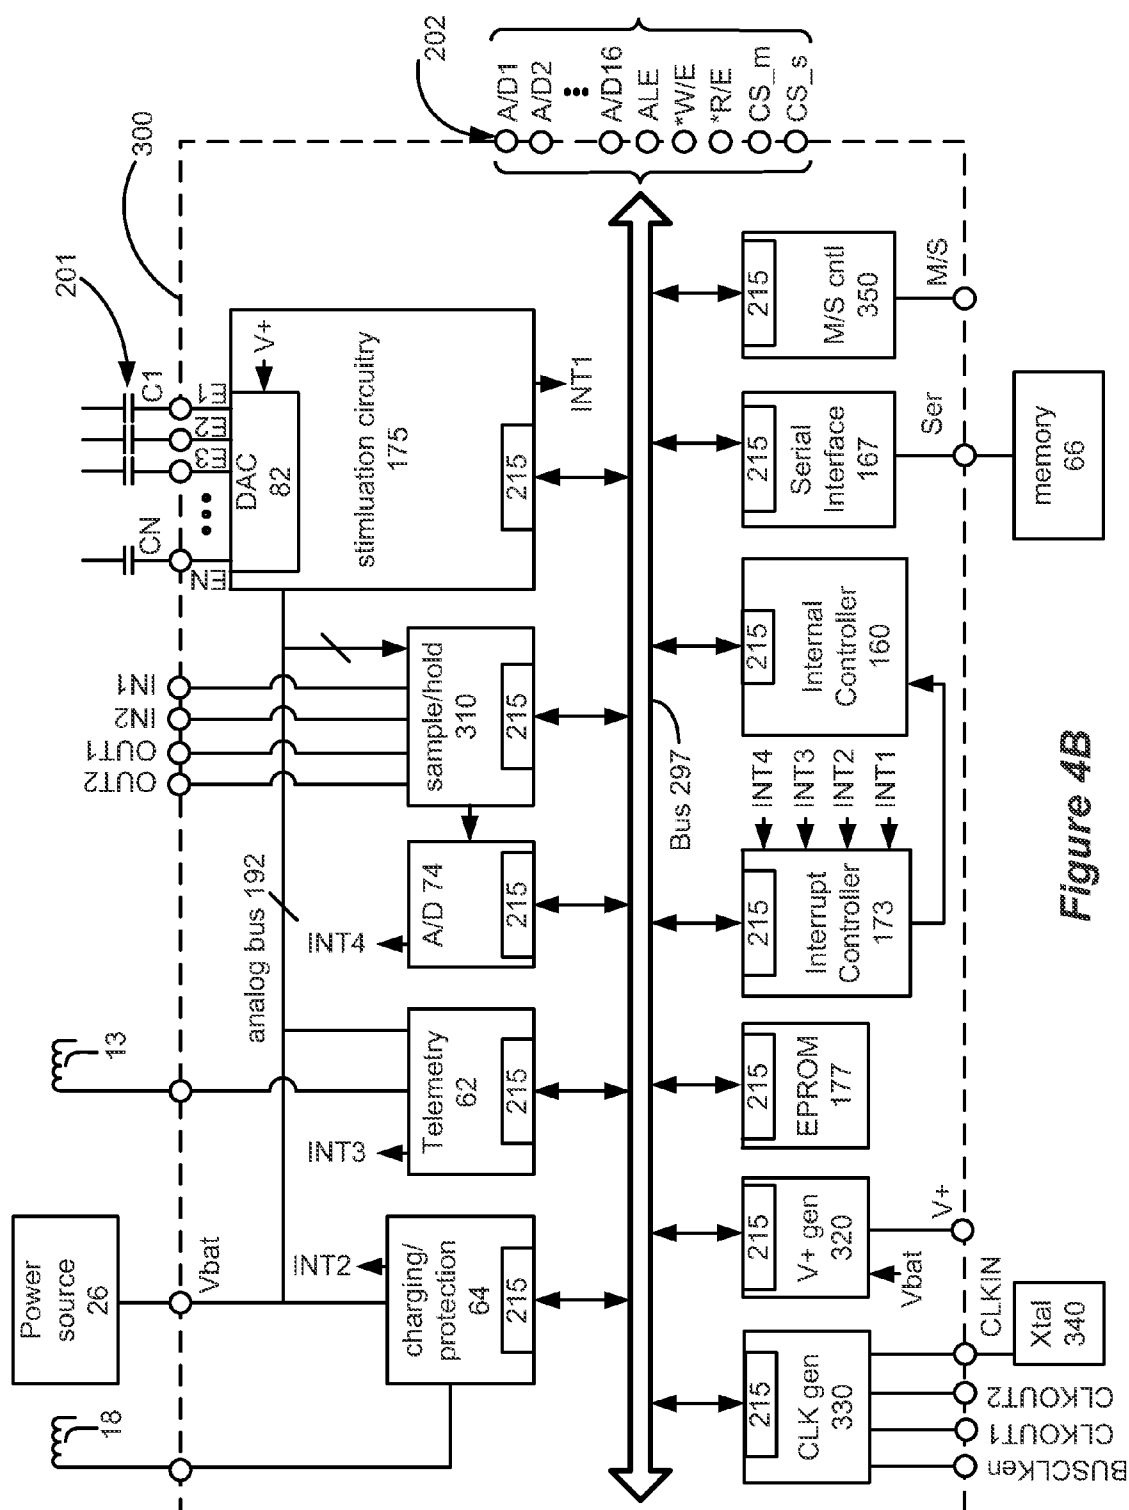 300
202
201
A/D1
A/D2
•••
A/D16
ALE
*W/E
*R/E
CS_m
CS_s
Power
source
26
18
13
Vbat
OUT2
OUT1
IN2
IN1
CN
C1
EN
•••
E3
E2
E1
DAC
82
V+
stimluation circuitry
175
215
INT1
analog bus 192
INT2
charging/
protection
64
215
INT3
Telemetry
62
215
INT4
A/D 74
215
sample/hold
310
215
Bus 297
215
CLK gen
330
215
V+ gen
320
Vbat
215
EPROM
177
215
Interrupt
Controller
173
INT4
INT3
INT2
INT1
215
Internal
Controller
160
215
Serial
Interface
167
215
M/S cntl
350
BUSCLKen
CLKOUT1
CLKOUT2
CLKIN
Xtal
340
V+
Ser
memory
66
M/S
Figure 4B